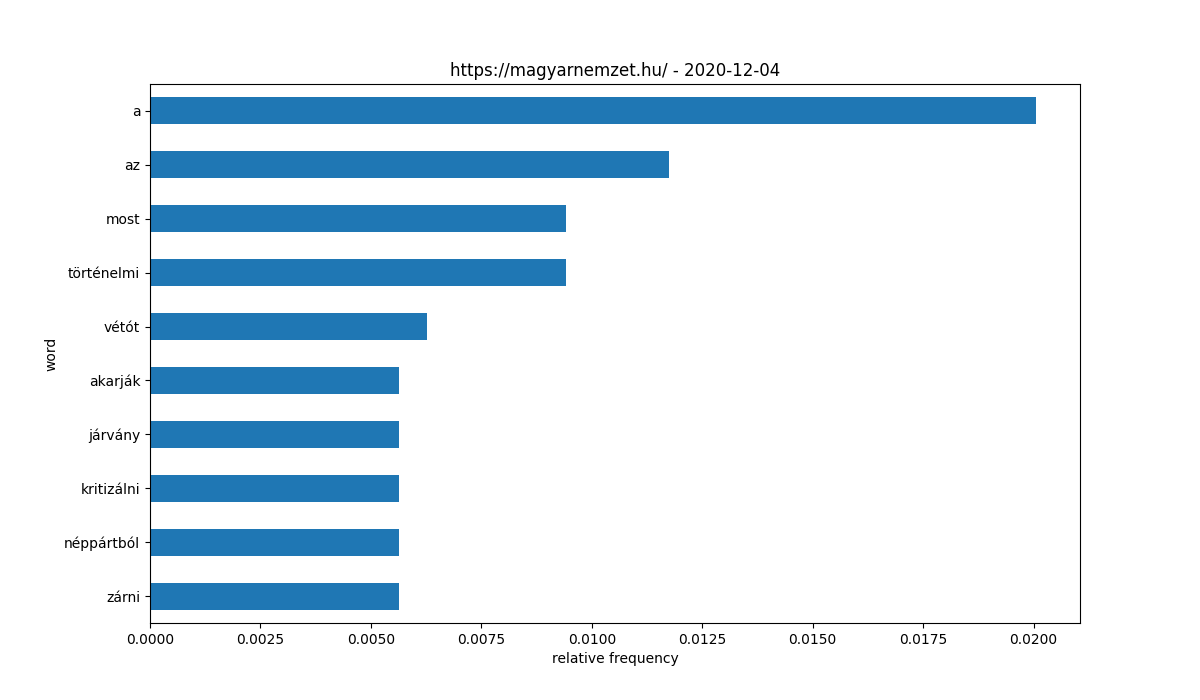 https://magyarnemzet.hu/ - 2020-12-04
a
az
most
történelmi
vétót
akarják
járvány
kritizálni
néppártból
zárni
word
0.0000 0.0025 0.0050 0.0075 0.0100 0.0125 0.0150 0.0175 0.0200
relative frequency